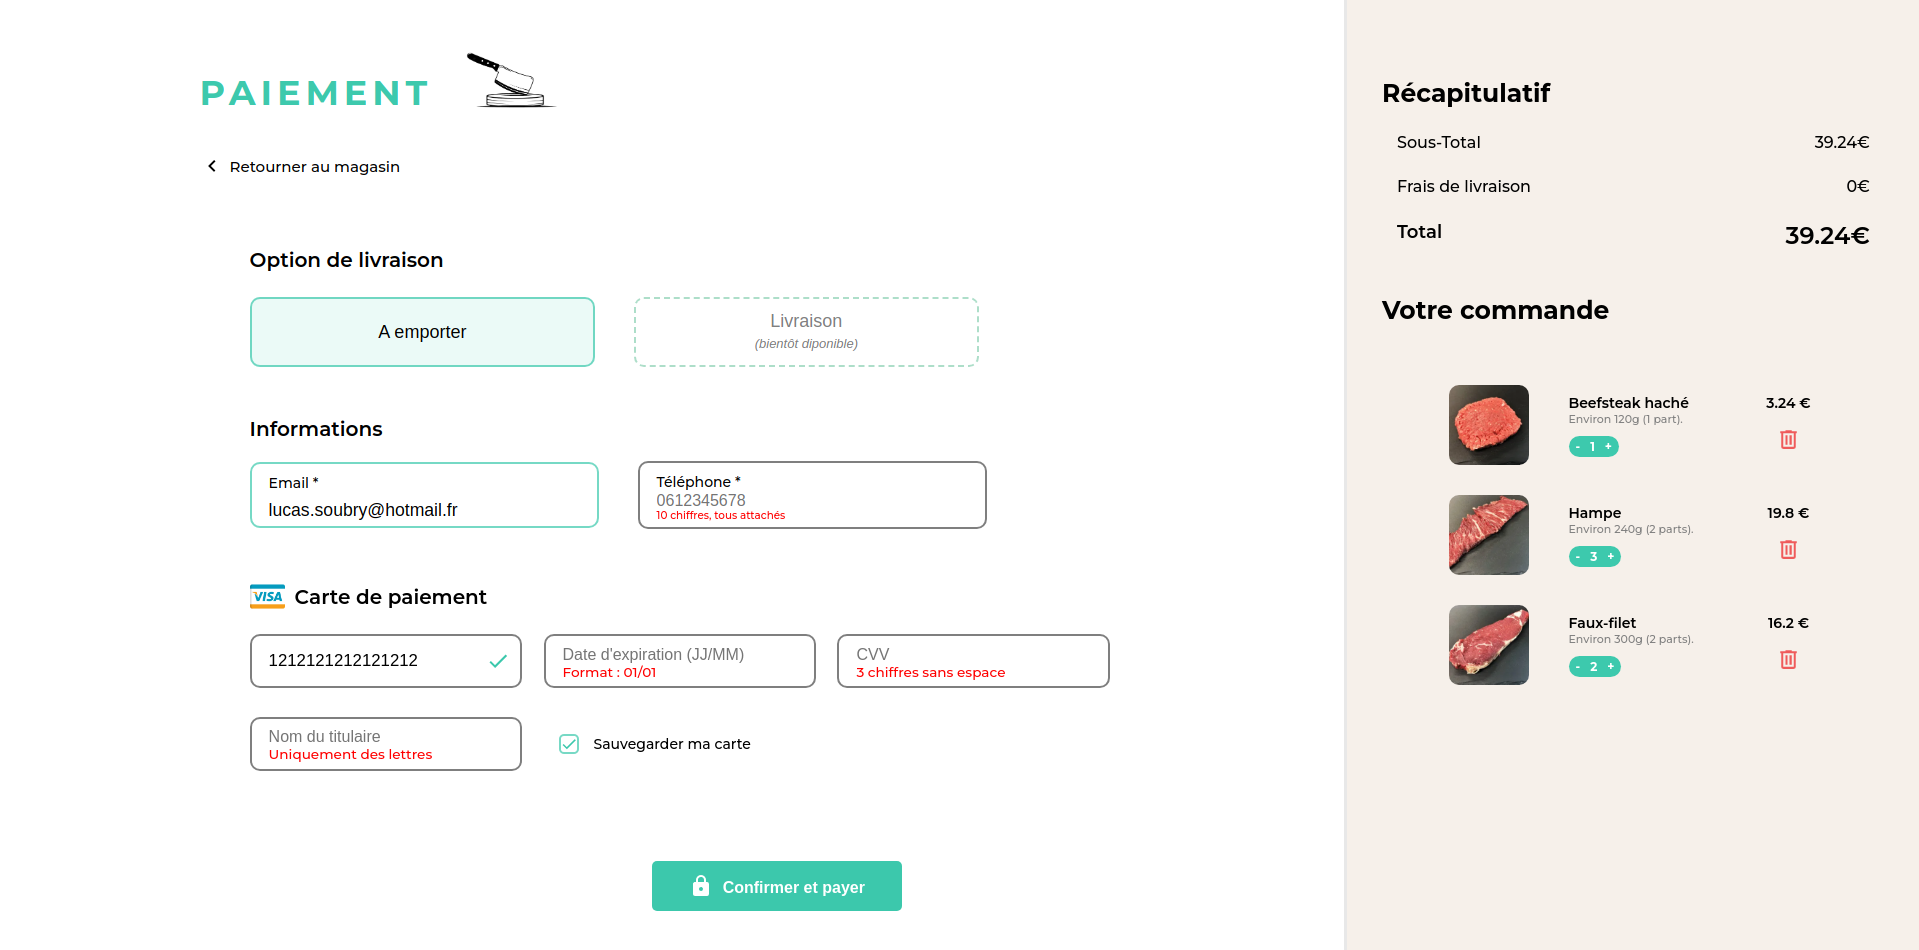 PAIEMENT
Retourner au magasin
Option de livraison
A emporter
Livraison
(bientôt diponible)
Informations
Email *
lucas.soubry@hotmail.fr
Téléphone *
0612345678
10 chiffres, tous attachés
VISA Carte de paiement
1212121212121212
Date d'expiration (JJ/MM)
Format : 01/01
CVV
3 chiffres sans espace
Nom du titulaire
Uniquement des lettres
Sauvegarder ma carte
Confirmer et payer
Récapitulatif
Sous-Total 39.24€
Frais de livraison 0€
Total 39.24€
Votre commande
Beefsteak haché 3.24 €
Environ 120g (1 part).
- 1 +
Hampe 19.8 €
Environ 240g (2 parts).
- 3 +
Faux-filet 16.2 €
Environ 300g (2 parts).
- 2 +